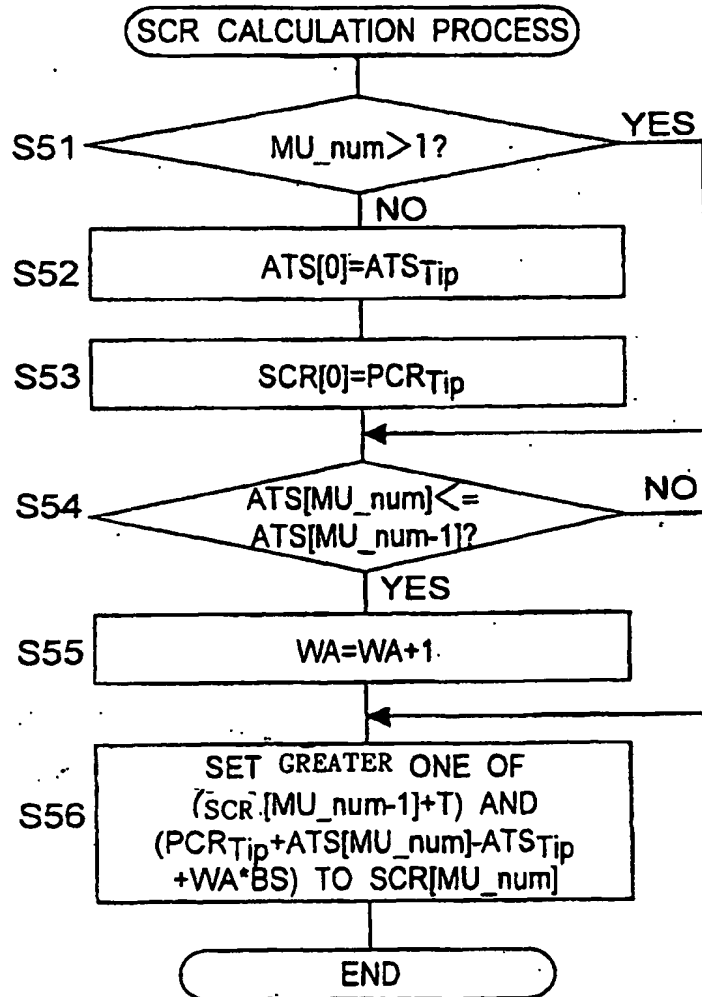 SCR CALCULATION PROCESS
S51
MU_num>1?
YES
NO
S52
ATS[0]=ATSTip
S53
SCR[0]=PCRTip
S54
ATS[MU_num]<=
ATS[MU_num-1]?
NO
YES
S55
WA=WA+1
S56
SET GREATER ONE OF
(SCR [MU_num-1]+T) AND
(PCRTip+ATS[MU_num]-ATSTip
+WA*BS) TO SCR[MU_num]
END